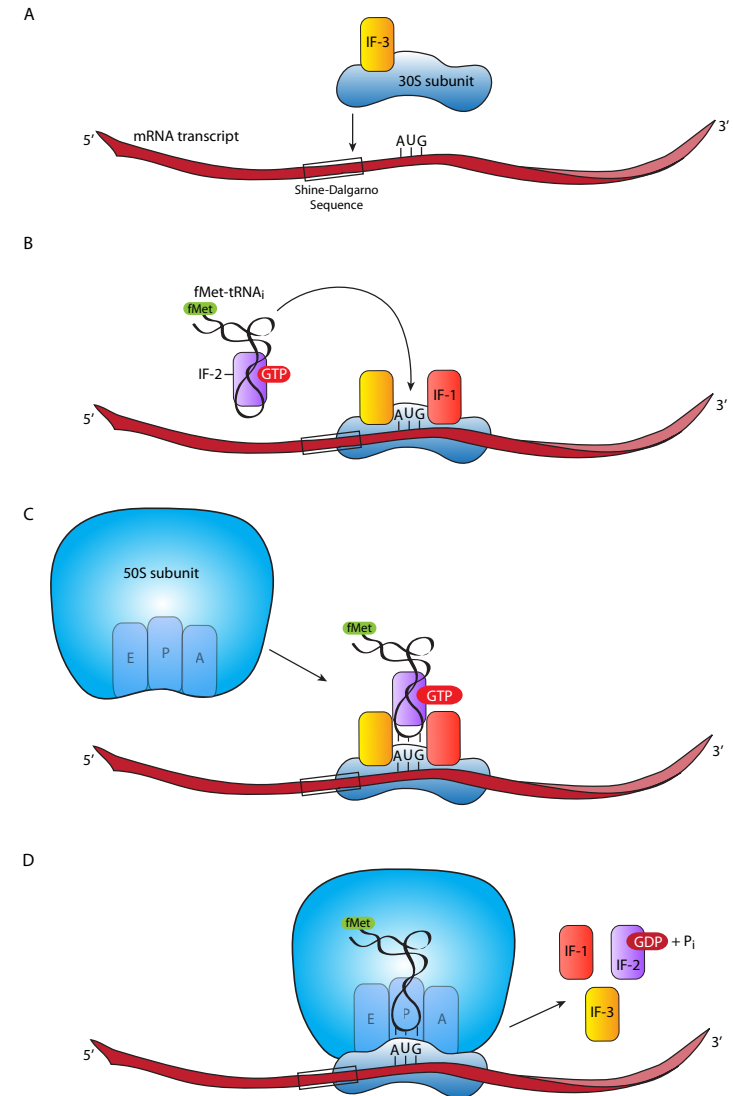 A
IF-3
30S subunit
5’
mRNA transcript
AUG
3’
Shine-Dalgarno
Sequence
B
fMet-tRNAi
fMet
IF-2
GTP
IF-1
AUG
5’
3’
C
50S subunit
E P A
fMet
GTP
AUG
5’
3’
D
fMet
IF-1
GDP + Pi
IF-2
E P A
IF-3
AUG
5’
3’